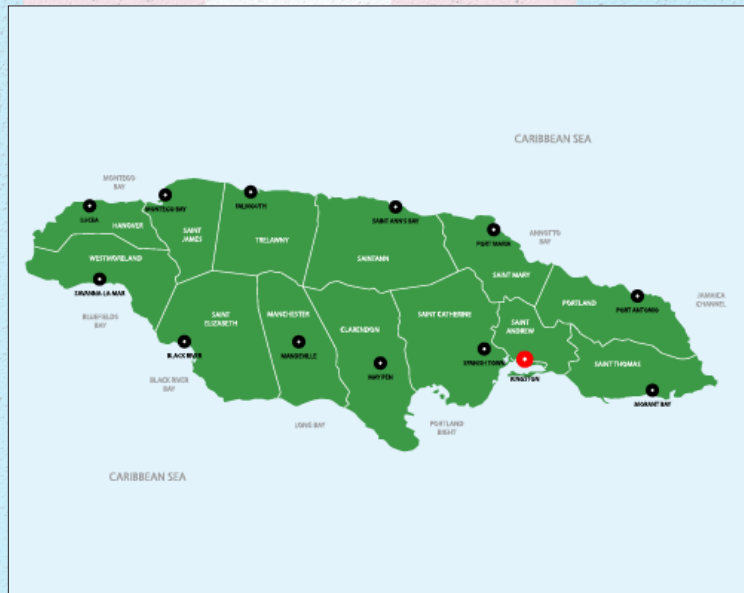 CARIBBEAN SEA
MONTEGO
BAY
MONTEGO BAY
FALMOUTH
LUCEA
SAINT ANN'S BAY
HANOVER
SAINT
JAMES
TRELAWNY
PORT MARIA
ANNOTTO
BAY
WESTMORELAND
SAINT ANN
SAINT MARY
SAVANNA-LA-MAR
PORTLAND
PORT ANTONIO
JAMAICA
CHANNEL
BLUEFIELDS
BAY
SAINT
ELIZABETH
MANCHESTER
CLARENDON
SAINT CATHERINE
SAINT
ANDREW
BLACK RIVER
MANDEVILLE
MAY PEN
SPANISH TOWN
SAINT THOMAS
KINGSTON
BLACK RIVER
BAY
MORANT BAY
LONG BAY
PORTLAND
BIGHT
CARIBBEAN SEA